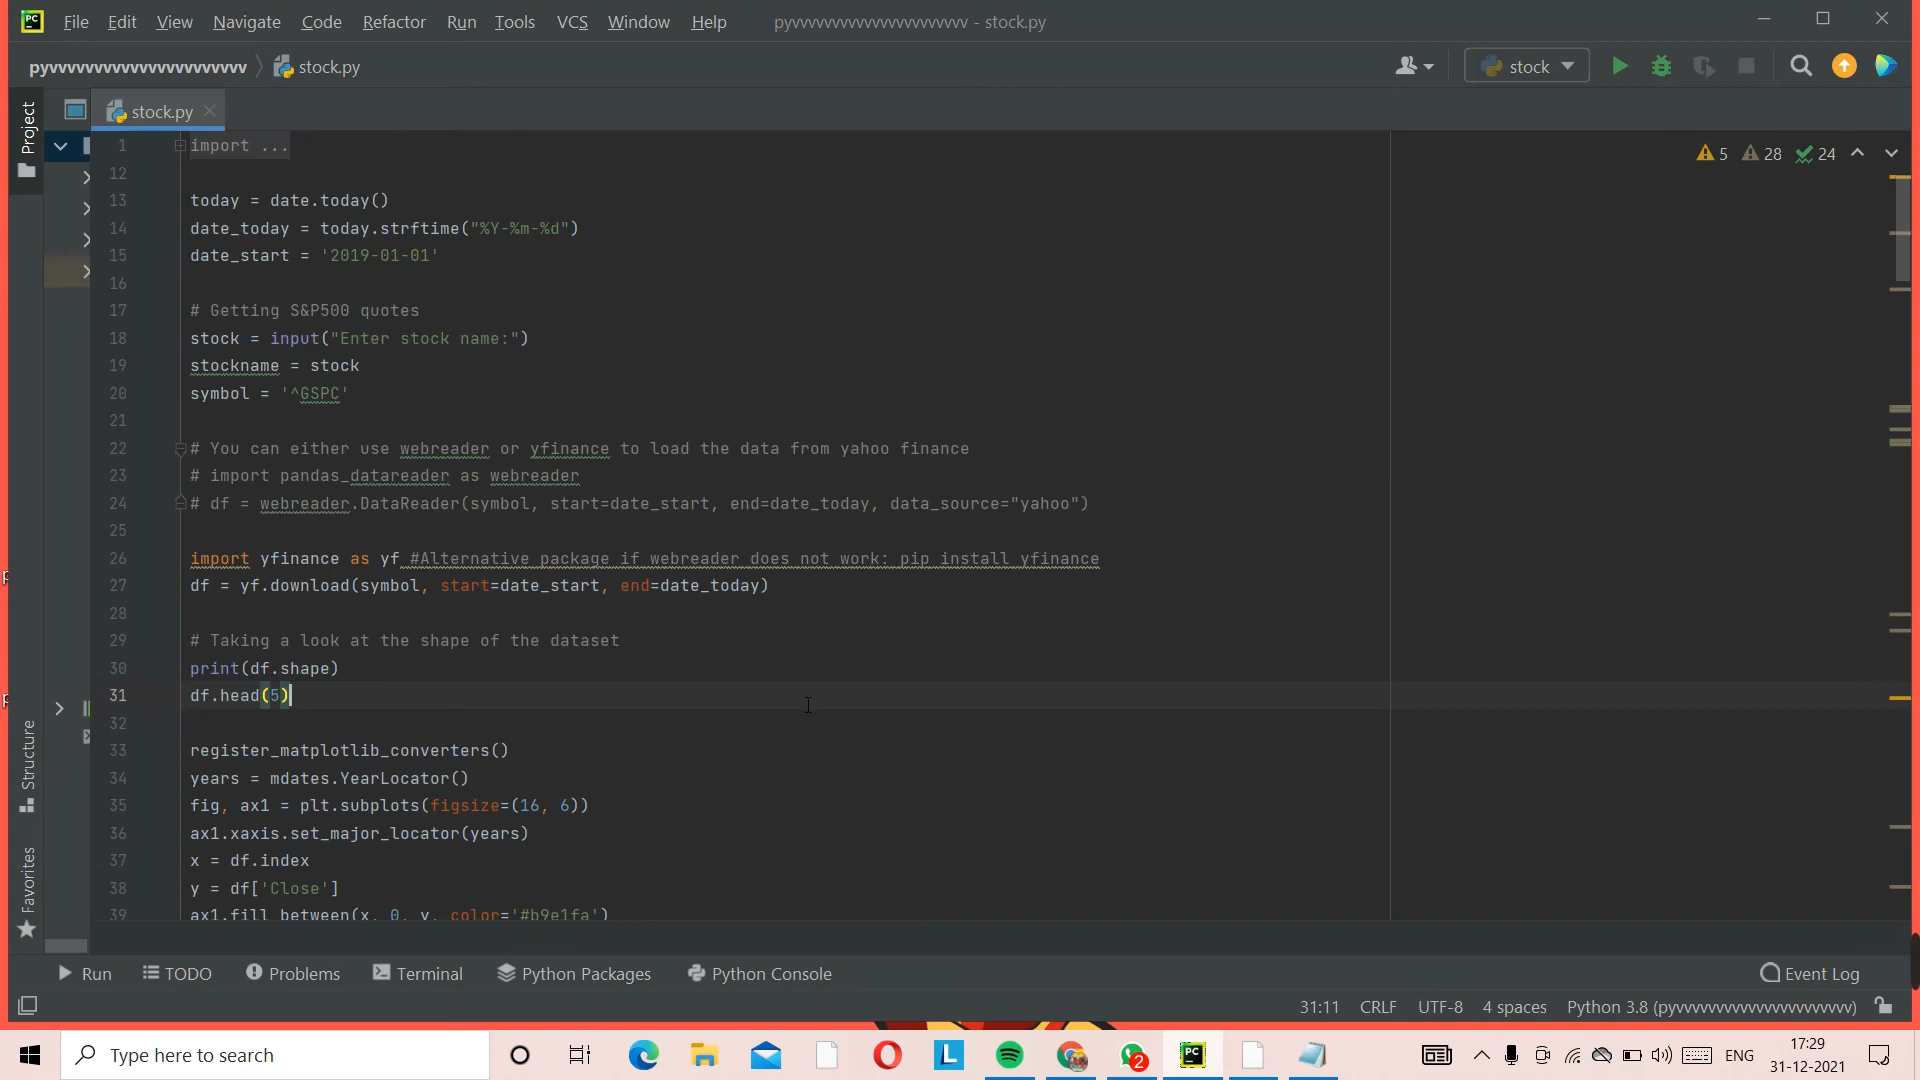 PC File Edit View Navigate Code Refactor Run Tools VCS Window Help pyvvvvvvvvvvvvvvvvvvvvvv - stock.py
pyvvvvvvvvvvvvvvvvvvvvvv stock.py stock
Project
stock.py
1 import ...
5 28 24
12
13 today = date.today()
14 date_today = today.strftime("%Y-%m-%d")
15 date_start = '2019-01-01'
16
17 # Getting S&P500 quotes
18 stock = input("Enter stock name:")
19 stockname = stock
20 symbol = '^GSPC'
21
22 # You can either use webreader or yfinance to load the data from yahoo finance
23 # import pandas_datareader as webreader
24 # df = webreader.DataReader(symbol, start=date_start, end=date_today, data_source="yahoo")
25
26 import yfinance as yf #Alternative package if webreader does not work: pip install yfinance
27 df = yf.download(symbol, start=date_start, end=date_today)
28
29 # Taking a look at the shape of the dataset
30 print(df.shape)
31 df.head(5)
32
33 register_matplotlib_converters()
34 years = mdates.YearLocator()
35 fig, ax1 = plt.subplots(figsize=(16, 6))
36 ax1.xaxis.set_major_locator(years)
37 x = df.index
38 y = df['Close']
39 ax1.fill_between(x, 0, y, color='#b9e1fa')
Structure
Favorites
Run TODO Problems Terminal Python Packages Python Console Event Log
31:11 CRLF UTF-8 4 spaces Python 3.8 (pyvvvvvvvvvvvvvvvvvvvvvv)
Type here to search
L
2
PC
ENG
17:29
31-12-2021